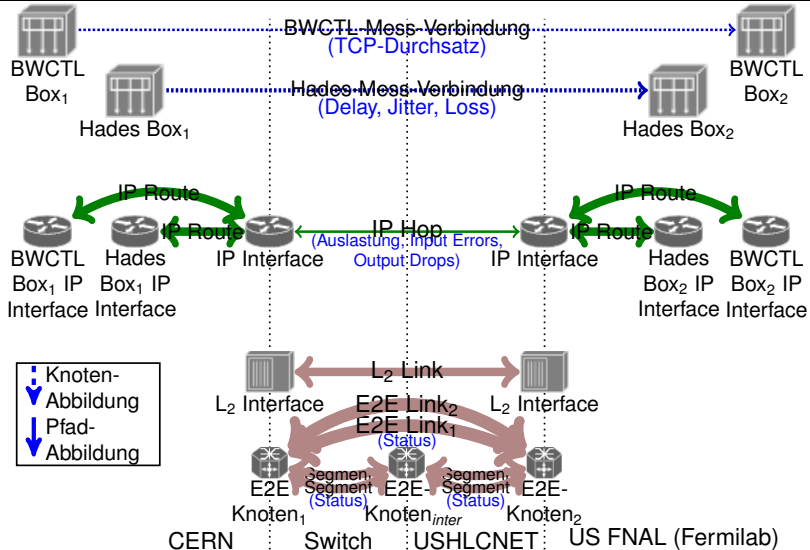 BWCTL-Mess-Verbindung
(TCP-Durchsatz)
BWCTL
Box1
BWCTL
Box2
Hades-Mess-Verbindung
(Delay, Jitter, Loss)
Hades Box1
Hades Box2
IP Route
IP Route
IP Route
IP Hop
IP Route
(Auslastung, Input Errors,
Output Drops)
BWCTL
Box1 IP
Interface
Hades
Box1 IP
Interface
IP Interface
IP Interface
Hades
Box2 IP
Interface
BWCTL
Box2 IP
Interface
L2 Link
L2 Interface
L2 Interface
E2E Link2
E2E Link1
(Status)
Knoten-
Abbildung
Pfad-
Abbildung
Segment
Segment
(Status)
Segment
Segment
(Status)
E2E
Knoten1
E2E-
Knoteninter
E2E-
Knoten2
CERN
Switch
USHLCNET
US FNAL (Fermilab)